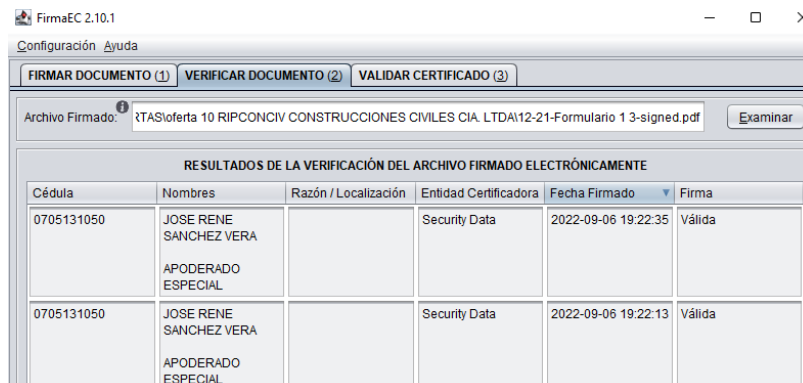 FirmaEC 2.10.1
Configuración Ayuda
FIRMAR DOCUMENTO (1) VERIFICAR DOCUMENTO (2) VALIDAR CERTIFICADO (3)
Archivo Firmado: RTAS\oferta 10 RIPCONCIV CONSTRUCCIONES CIVILES CIA. LTDA\12-21-Formulario 1 3-signed.pdf Examinar
RESULTADOS DE LA VERIFICACIÓN DEL ARCHIVO FIRMADO ELECTRÓNICAMENTE
Cédula Nombres Razón / Localización Entidad Certificadora Fecha Firmado Firma
0705131050 JOSE RENE Security Data 2022-09-06 19:22:35 Válida
SANCHEZ VERA
APODERADO
ESPECIAL
0705131050 JOSE RENE Security Data 2022-09-06 19:22:13 Válida
SANCHEZ VERA
APODERADO
ESPECIAL